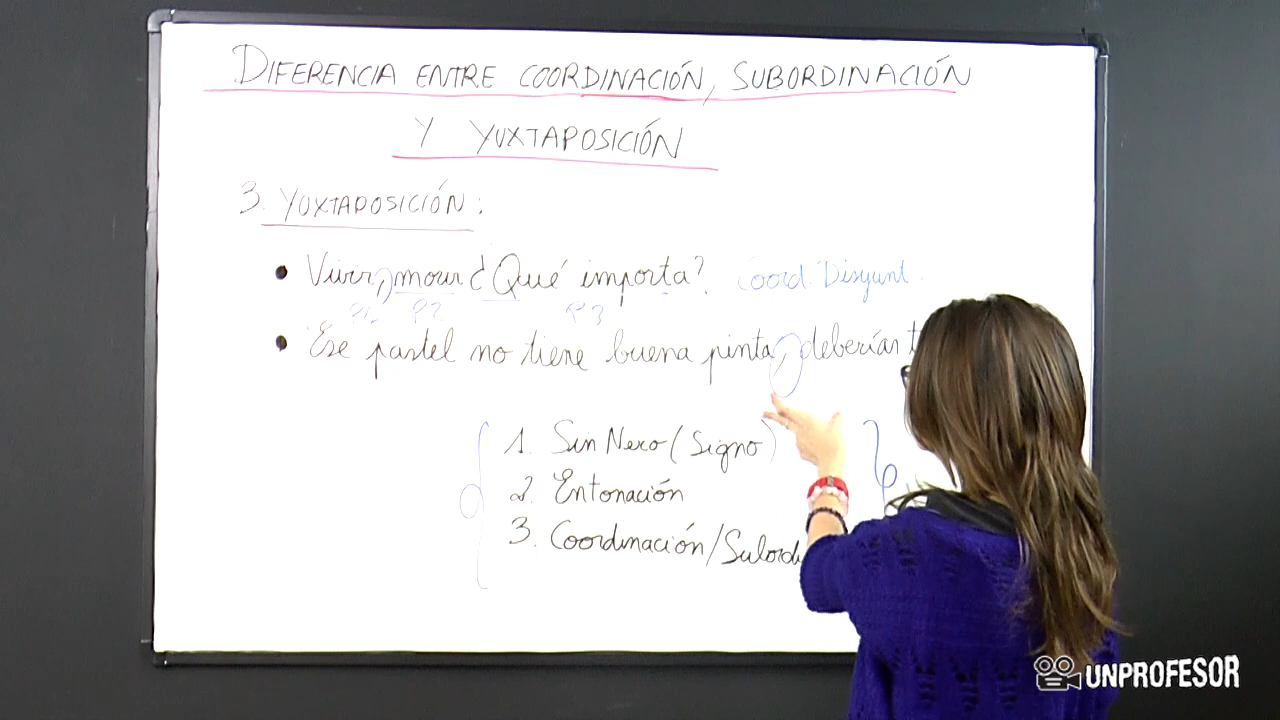 DIFERENCIA ENTRE COORDINACIÓN, SUBORDINACIÓN
Y YUXTAPOSICIÓN
3. YUXTAPOSICIÓN:
• Vivir, morir ¿Qué importa? Coord. Disyunt.
P1 P2 P3
• Ese pastel no tiene buena pinta, deberían t
1. Sin Nexo (Signo)
2. Entonación
3. Coordinación/Subordi
UNPROFESOR